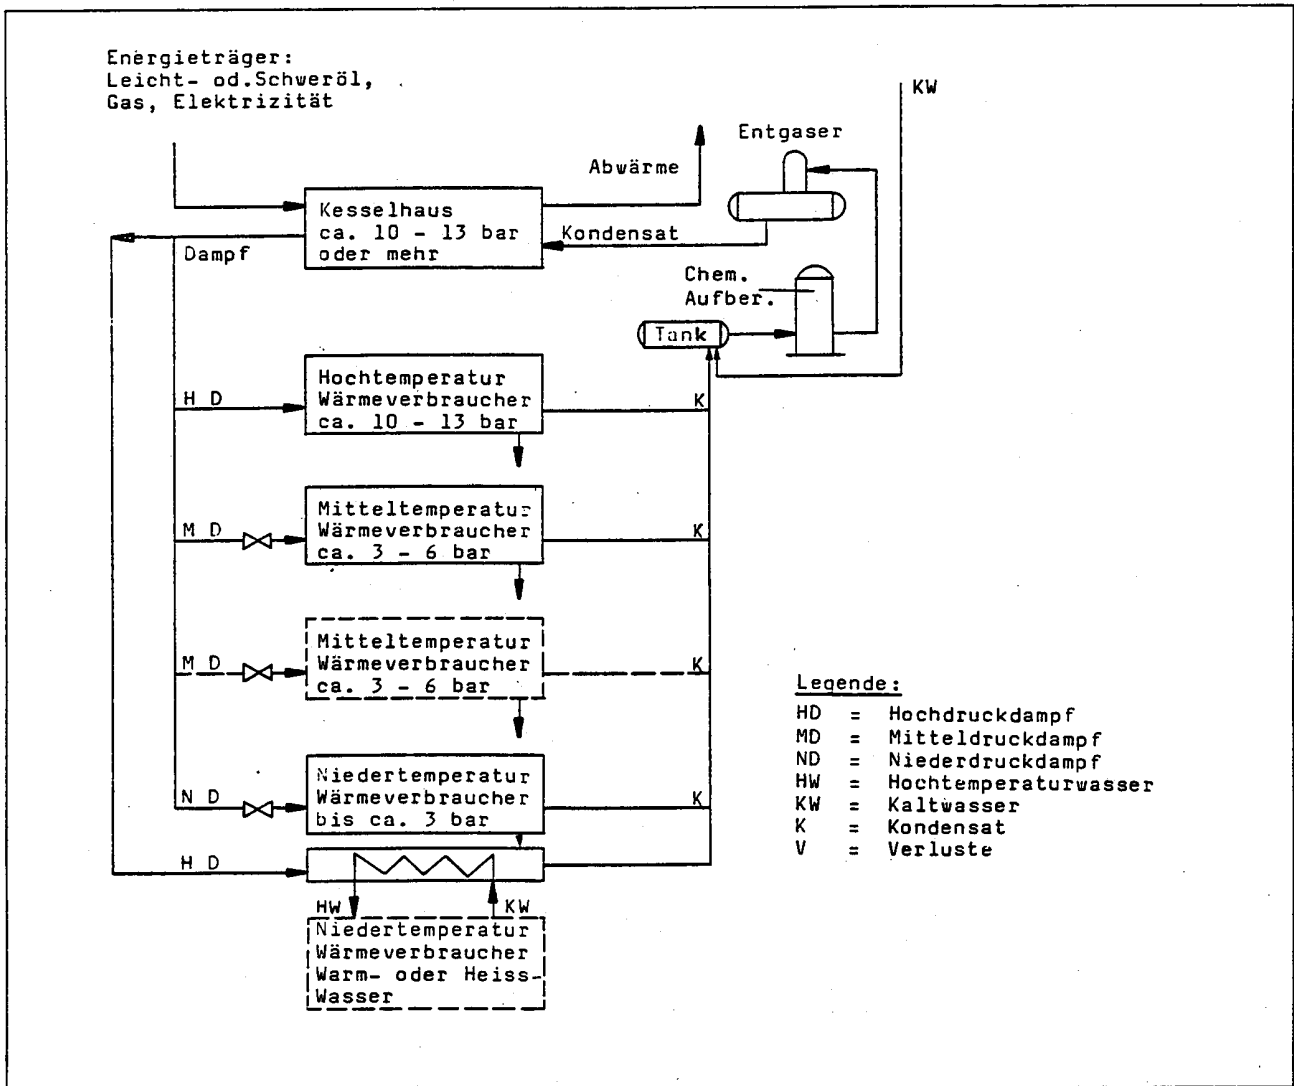 Energieträger:
Leicht- od.Schweröl,
Gas, Elektrizität
KW
Entgaser
Abwärme
Kesselhaus
ca. 10 - 13 bar
oder mehr
Kondensat
Dampf
Chem.
Aufber.
Tank
Hochtemperatur
Wärmeverbraucher
ca. 10 - 13 bar
H D
K
Mitteltemperatur
Wärmeverbraucher
ca. 3 - 6 bar
M D
K
Mitteltemperatur
Wärmeverbraucher
ca. 3 - 6 bar
M D
K
Niedertemperatur
Wärmeverbraucher
bis ca. 3 bar
N D
K
H D
HW
KW
Niedertemperatur
Wärmeverbraucher
Warm- oder Heiss-
Wasser
Legende:
HD = Hochdruckdampf
MD = Mitteldruckdampf
ND = Niederdruckdampf
HW = Hochtemperaturwasser
KW = Kaltwasser
K = Kondensat
V = Verluste